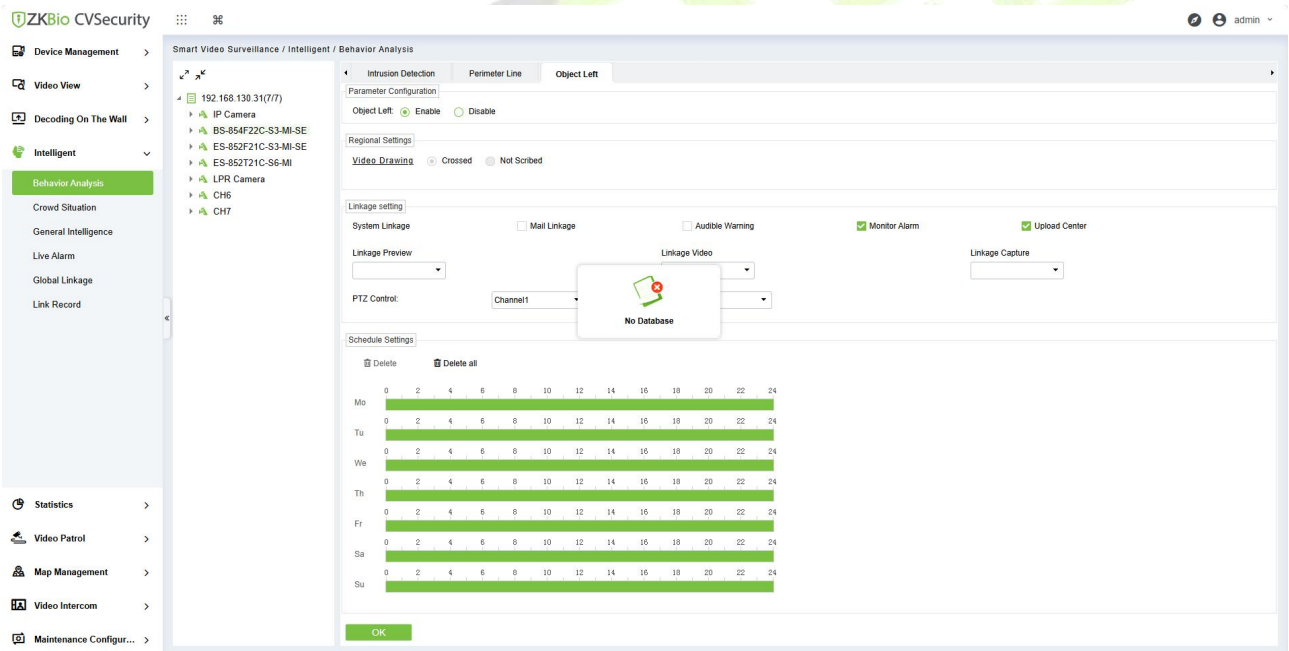 ZKBio CVSecurity
admin
Device Management
Video View
Decoding On The Wall
Intelligent
Behavior Analysis
Crowd Situation
General Intelligence
Live Alarm
Global Linkage
Link Record
Statistics
Video Patrol
Map Management
Video Intercom
Maintenance Configur...
Smart Video Surveillance / Intelligent / Behavior Analysis
192.168.130.31(7/7)
IP Camera
BS-854F22C-S3-MI-SE
ES-852F21C-S3-MI-SE
ES-852T21C-S6-MI
LPR Camera
CH6
CH7
Intrusion Detection Perimeter Line Object Left
Parameter Configuration
Object Left: Enable Disable
Regional Settings
Video Drawing Crossed Not Scribed
Linkage setting
System Linkage Mail Linkage Audible Warning Monitor Alarm Upload Center
Linkage Preview Linkage Video Linkage Capture
PTZ Control: Channel1
No Database
Schedule Settings
Delete Delete all
0 2 4 6 8 10 12 14 16 18 20 22 24
Mo
0 2 4 6 8 10 12 14 16 18 20 22 24
Tu
0 2 4 6 8 10 12 14 16 18 20 22 24
We
0 2 4 6 8 10 12 14 16 18 20 22 24
Th
0 2 4 6 8 10 12 14 16 18 20 22 24
Fr
0 2 4 6 8 10 12 14 16 18 20 22 24
Sa
0 2 4 6 8 10 12 14 16 18 20 22 24
Su
OK